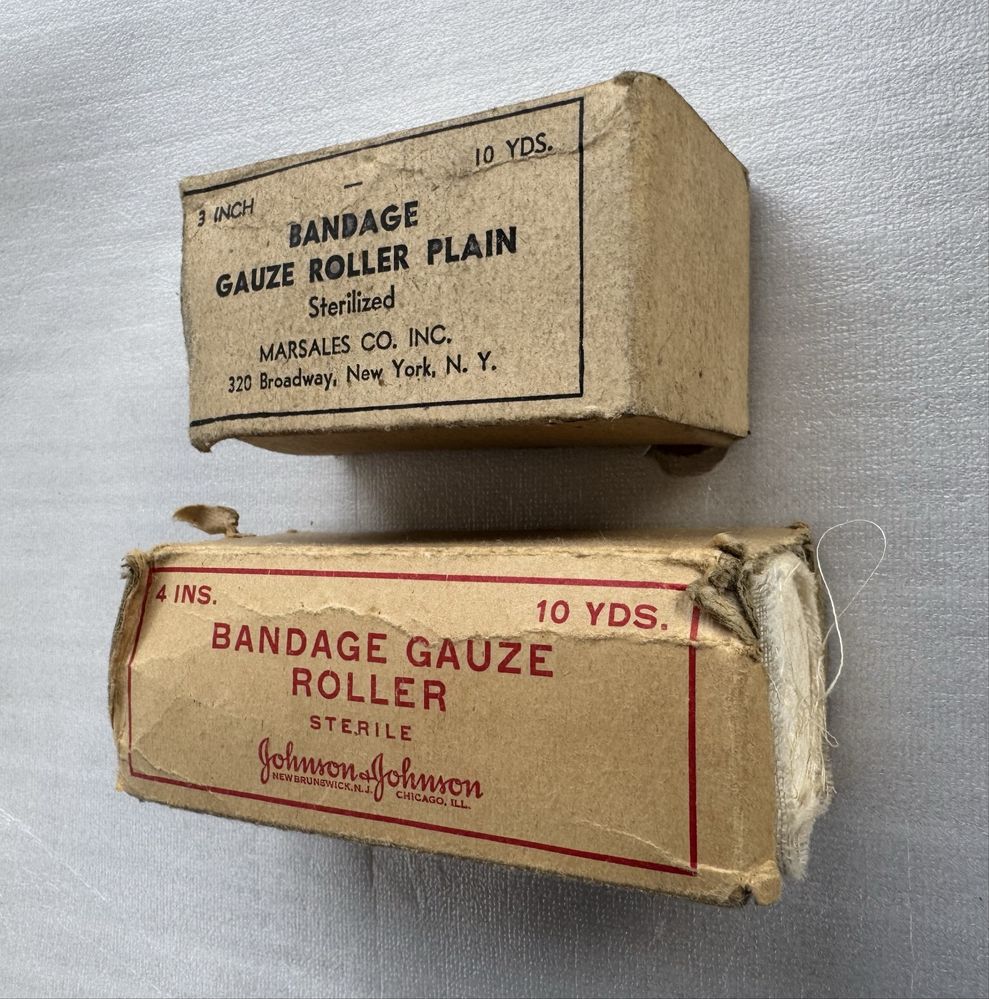 3 INCH 10 YDS.
BANDAGE
GAUZE ROLLER PLAIN
Sterilized
MARSALES CO. INC.
320 Broadway, New York, N. Y.
4 INS. 10 YDS.
BANDAGE GAUZE
ROLLER
STERILE
Johnson & Johnson
NEW BRUNSWICK, N.J. CHICAGO, ILL.